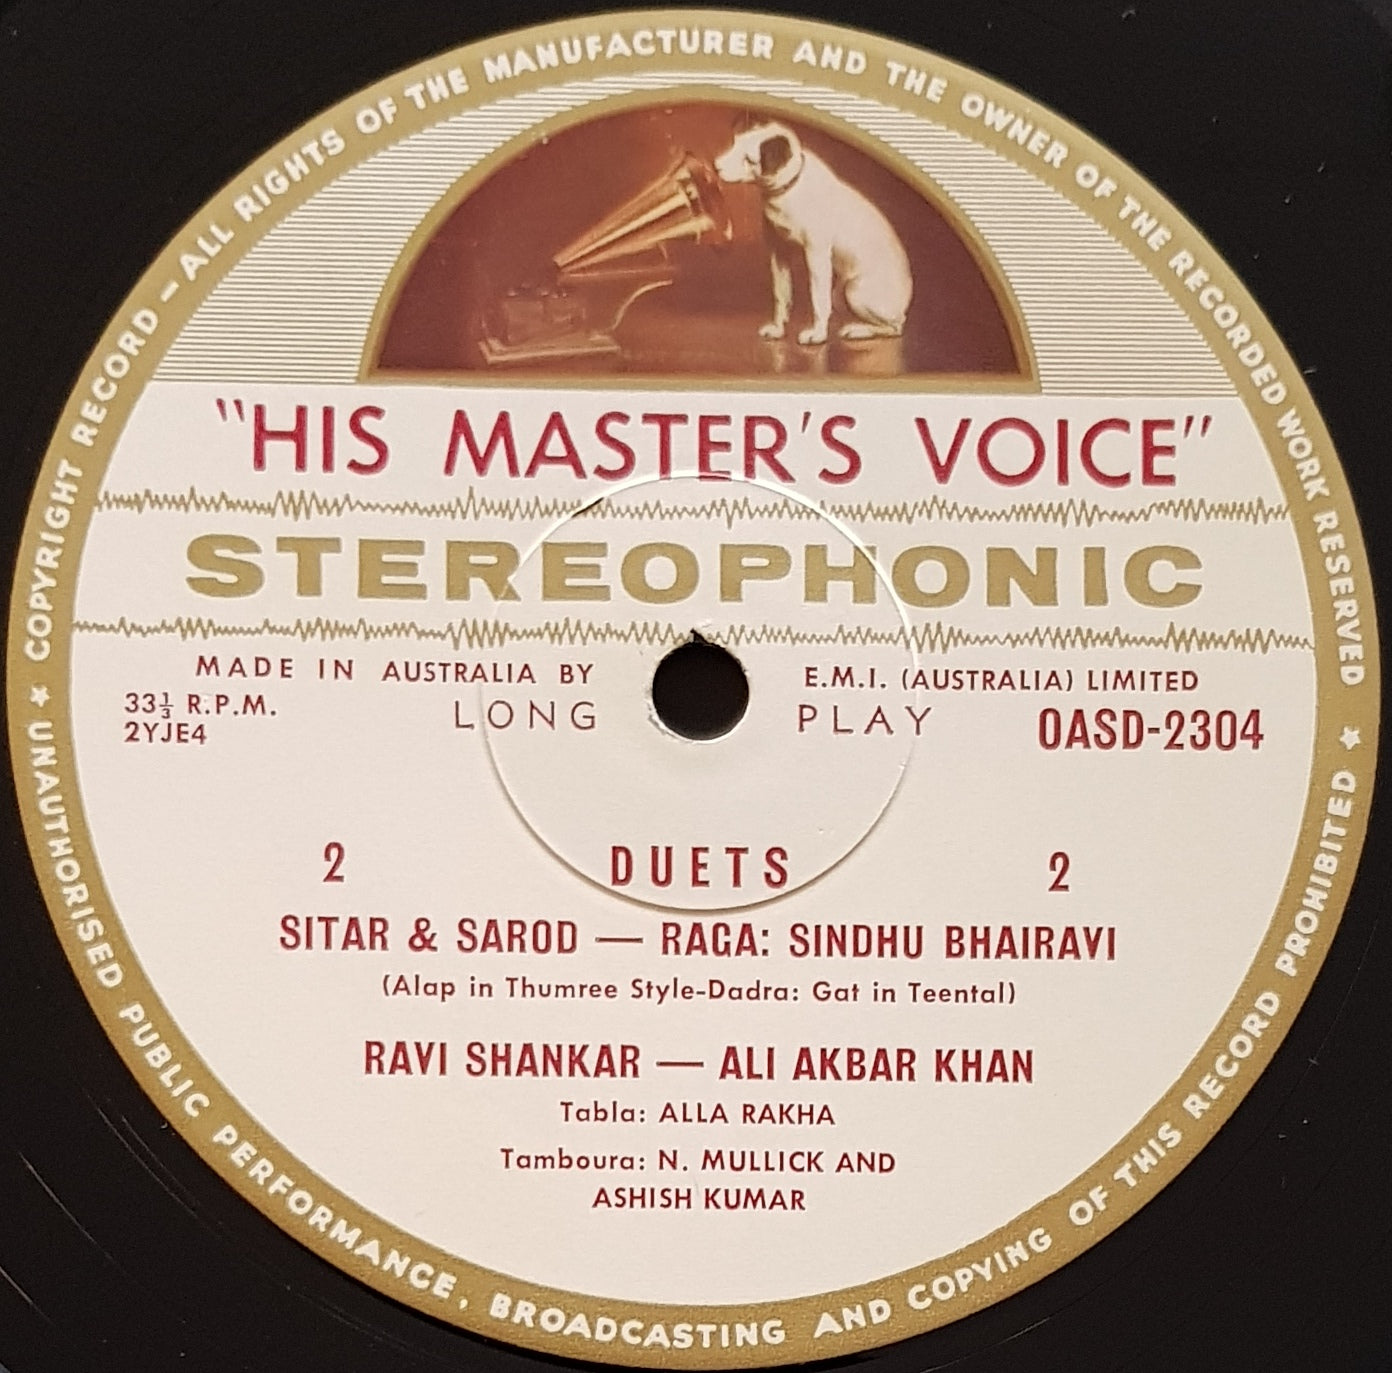 COPYRIGHT RECORD – ALL RIGHTS OF THE MANUFACTURER AND THE OWNER OF THE RECORDED WORK RESERVED
"HIS MASTER'S VOICE"
STEREOPHONIC
MADE IN AUSTRALIA BY E.M.I. (AUSTRALIA) LIMITED
33⅓ R.P.M. LONG PLAY OASD-2304
2YJE4
2 DUETS 2
SITAR & SAROD — RAGA: SINDHU BHAIRAVI
(Alap in Thumree Style-Dadra: Gat in Teental)
RAVI SHANKAR — ALI AKBAR KHAN
Tabla: ALLA RAKHA
Tamboura: N. MULLICK AND
ASHISH KUMAR
UNAUTHORISED PUBLIC PERFORMANCE, BROADCASTING AND COPYING OF THIS RECORD PROHIBITED